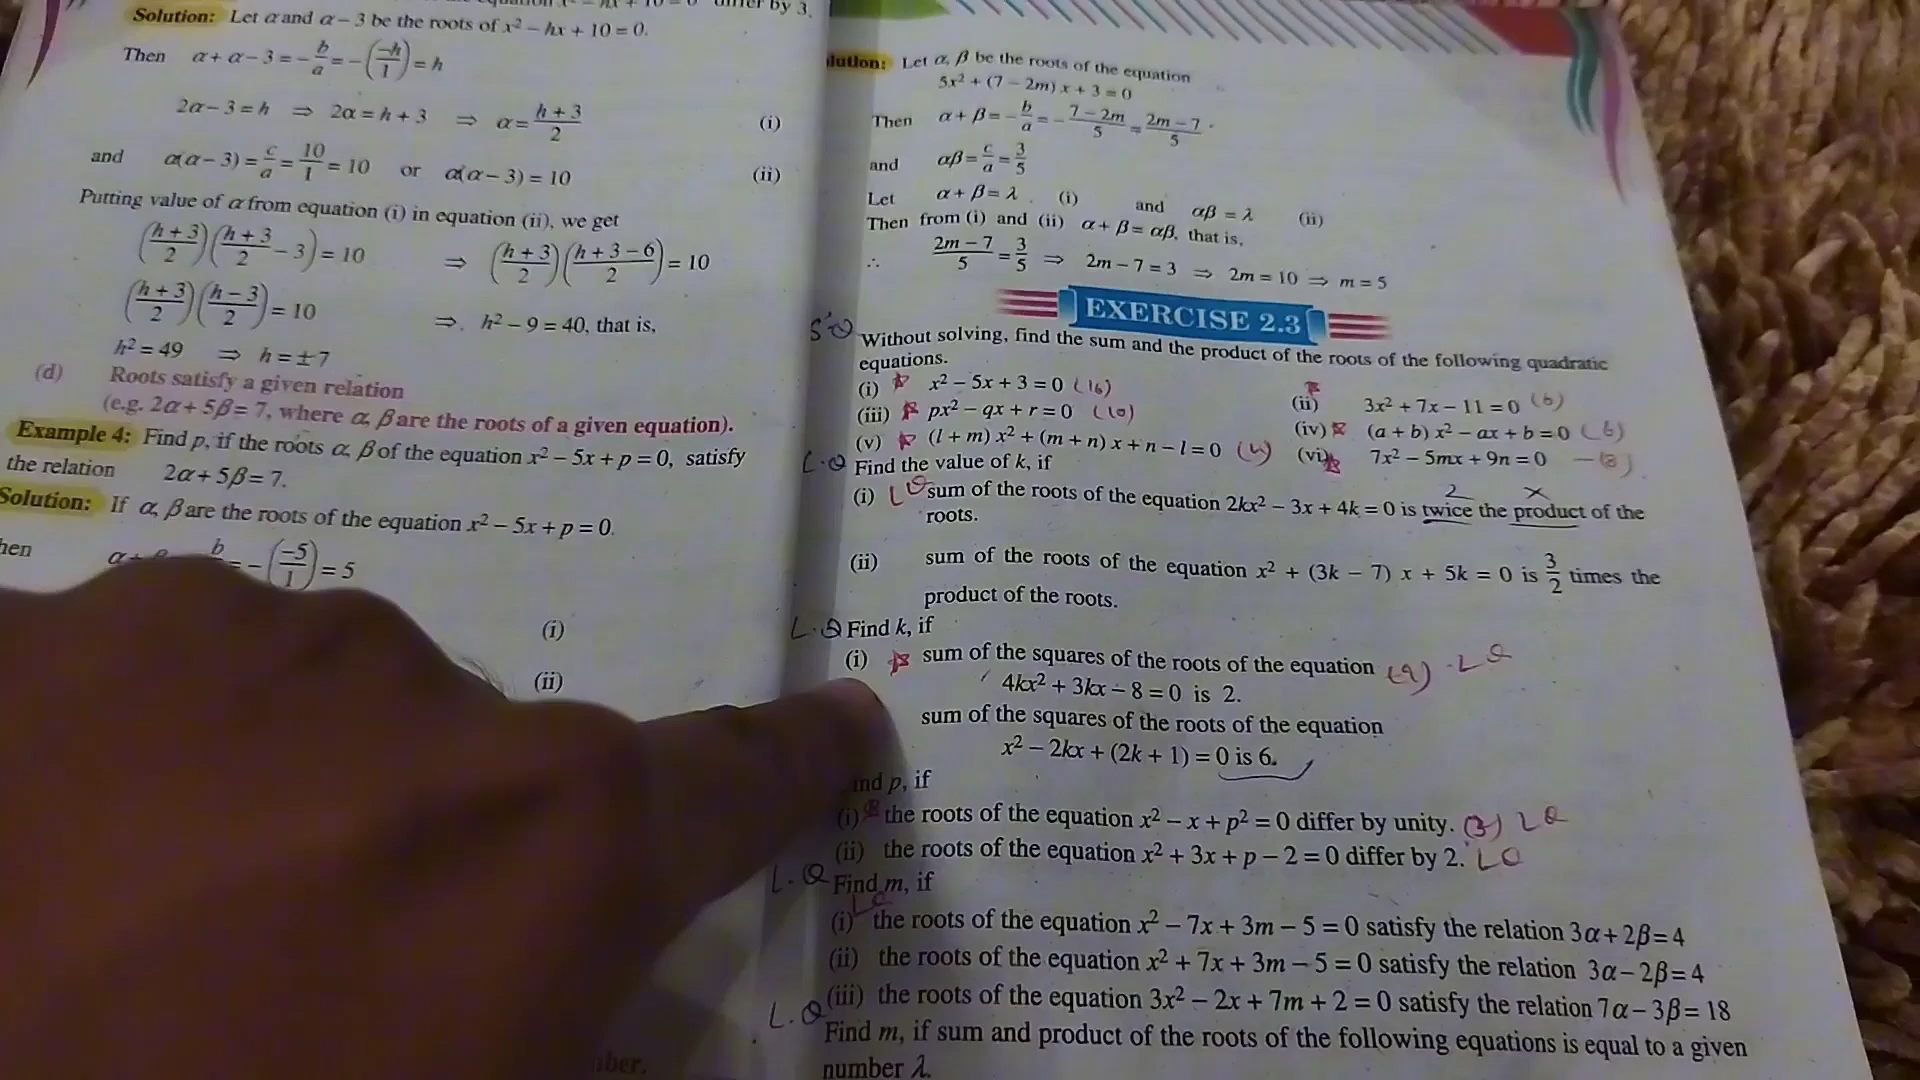 differ by 3.
Solution: Let α and α – 3 be the roots of x² – hx + 10 = 0.
Then α + α – 3 = – b/a = – (–h/1) = h
2α – 3 = h ⇒ 2α = h + 3 ⇒ α = (h + 3)/2 (i)
and α(α – 3) = c/a = 10/1 = 10 or α(α – 3) = 10 (ii)
Putting value of α from equation (i) in equation (ii), we get
((h + 3)/2)((h + 3)/2 – 3) = 10 ⇒ ((h + 3)/2)((h + 3 – 6)/2) = 10
((h + 3)/2)((h – 3)/2) = 10 ⇒. h² – 9 = 40, that is,
h² = 49 ⇒ h = ± 7
(d) Roots satisfy a given relation
(e.g. 2α + 5β = 7, where α, β are the roots of a given equation).
Example 4: Find p, if the roots α, β of the equation x² – 5x + p = 0, satisfy
the relation 2α + 5β = 7.
Solution: If α, β are the roots of the equation x² – 5x + p = 0.
hen α + b = – (–5/1) = 5
(i)
(ii)
lution: Let α, β be the roots of the equation
5x² + (7 – 2m) x + 3 = 0
Then α + β = – b/a = – (7 – 2m)/5 = (2m – 7)/5
and αβ = c/a = 3/5
Let α + β = λ (i) and αβ = λ (ii)
Then from (i) and (ii) α + β = αβ, that is,
∴ (2m – 7)/5 = 3/5 ⇒ 2m – 7 = 3 ⇒ 2m = 10 ⇒ m = 5
EXERCISE 2.3
S.Q Without solving, find the sum and the product of the roots of the following quadratic
equations.
(i) x² – 5x + 3 = 0 (16) (ii) 3x² + 7x – 11 = 0 (6)
(iii) px² – qx + r = 0 (10) (iv) (a + b) x² – ax + b = 0 (6)
(v) (l + m) x² + (m + n) x + n – l = 0 (4) (vi) 7x² – 5mx + 9n = 0
L.Q Find the value of k, if
2 ×
(i) LQ sum of the roots of the equation 2kx² – 3x + 4k = 0 is twice the product of the
roots.
(ii) sum of the roots of the equation x² + (3k – 7) x + 5k = 0 is 3/2 times the
product of the roots.
L.Q Find k, if
(i) sum of the squares of the roots of the equation (9) LQ
4kx² + 3kx – 8 = 0 is 2.
sum of the squares of the roots of the equation
x² – 2kx + (2k + 1) = 0 is 6.
ind p, if
(i) the roots of the equation x² – x + p² = 0 differ by unity. (3) LQ
(ii) the roots of the equation x² + 3x + p – 2 = 0 differ by 2. LQ
L.Q Find m, if
LQ
(i) the roots of the equation x² – 7x + 3m – 5 = 0 satisfy the relation 3α + 2β = 4
(ii) the roots of the equation x² + 7x + 3m – 5 = 0 satisfy the relation 3α – 2β = 4
(iii) the roots of the equation 3x² – 2x + 7m + 2 = 0 satisfy the relation 7α – 3β = 18
L.Q Find m, if sum and product of the roots of the following equations is equal to a given
number λ.